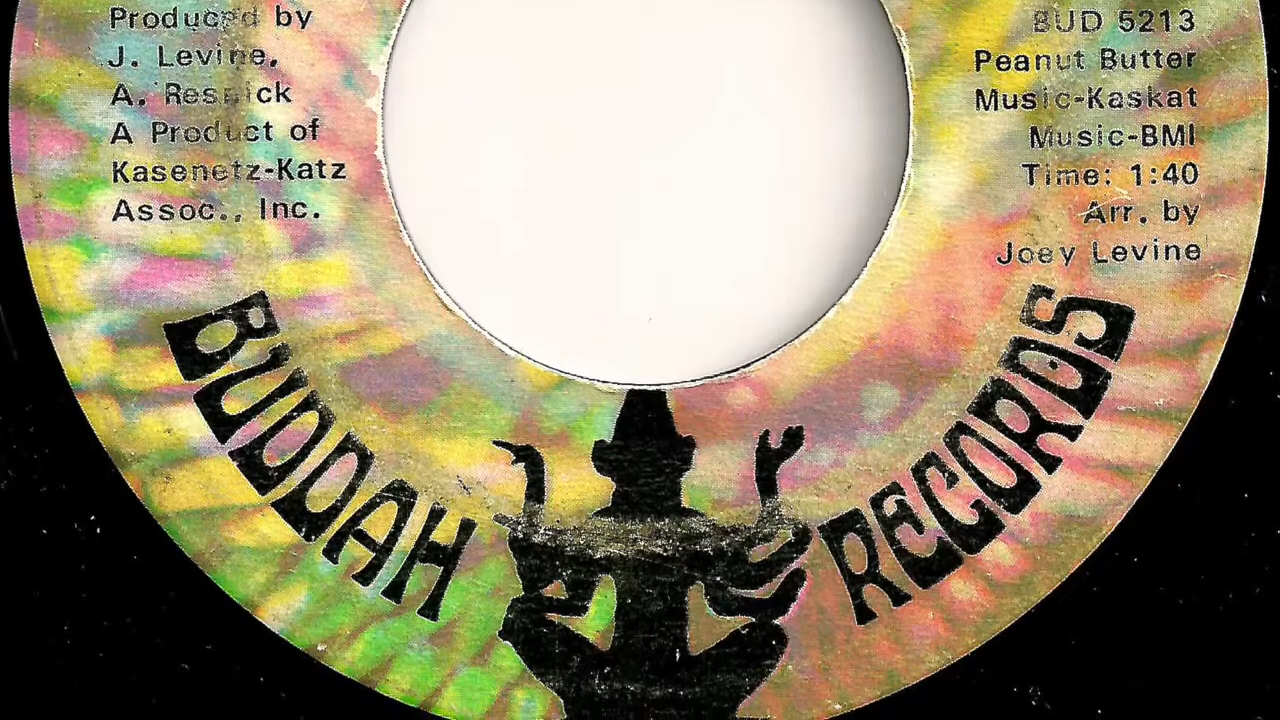 Produced by
J. Levine,
A. Resnick
A Product of
Kasenetz-Katz
Assoc., Inc.
BUD 5213
Peanut Butter
Music-Kaskat
Music-BMI
Time: 1:40
Arr. by
Joey Levine
BUDDAH RECORDS